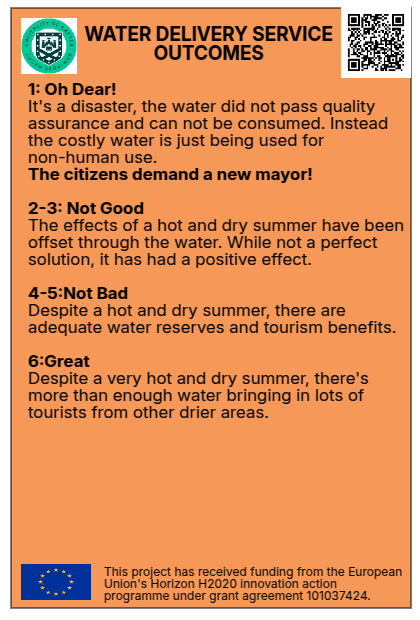 WATER DELIVERY SERVICE
OUTCOMES
1: Oh Dear!
It's a disaster, the water did not pass quality
assurance and can not be consumed. Instead
the costly water is just being used for
non-human use.
The citizens demand a new mayor!
2-3: Not Good
The effects of a hot and dry summer have been
offset through the water. While not a perfect
solution, it has had a positive effect.
4-5:Not Bad
Despite a hot and dry summer, there are
adequate water reserves and tourism benefits.
6:Great
Despite a very hot and dry summer, there's
more than enough water bringing in lots of
tourists from other drier areas.
This project has received funding from the European
Union's Horizon H2020 innovation action
programme under grant agreement 101037424.